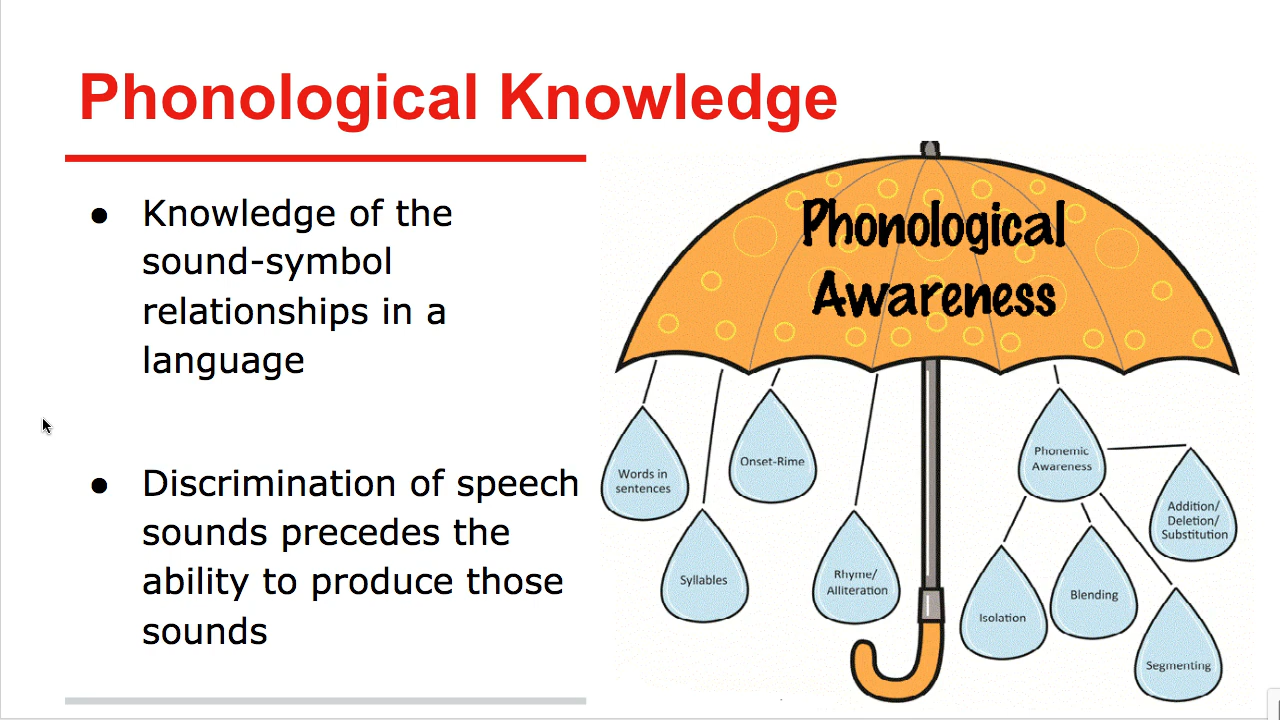 Phonological Knowledge
● Knowledge of the
sound-symbol
relationships in a
language
● Discrimination of speech
sounds precedes the
ability to produce those
sounds
Phonological
Awareness
Words in
sentences
Syllables
Onset-Rime
Rhyme/
Alliteration
Phonemic
Awareness
Isolation
Blending
Segmenting
Addition/
Deletion/
Substitution